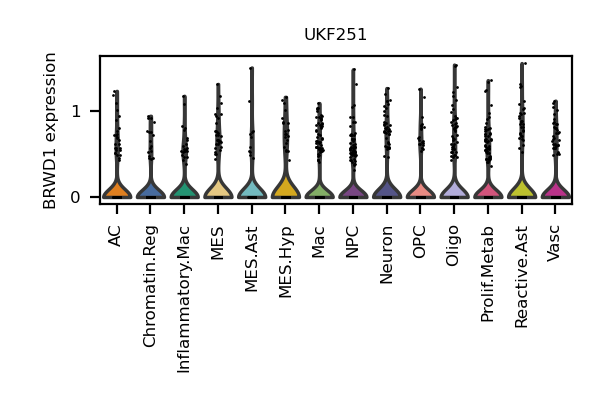 UKF251
BRWD1 expression
1
0
AC
Chromatin.Reg
Inflammatory.Mac
MES
MES.Ast
MES.Hyp
Mac
NPC
Neuron
OPC
Oligo
Prolif.Metab
Reactive.Ast
Vasc